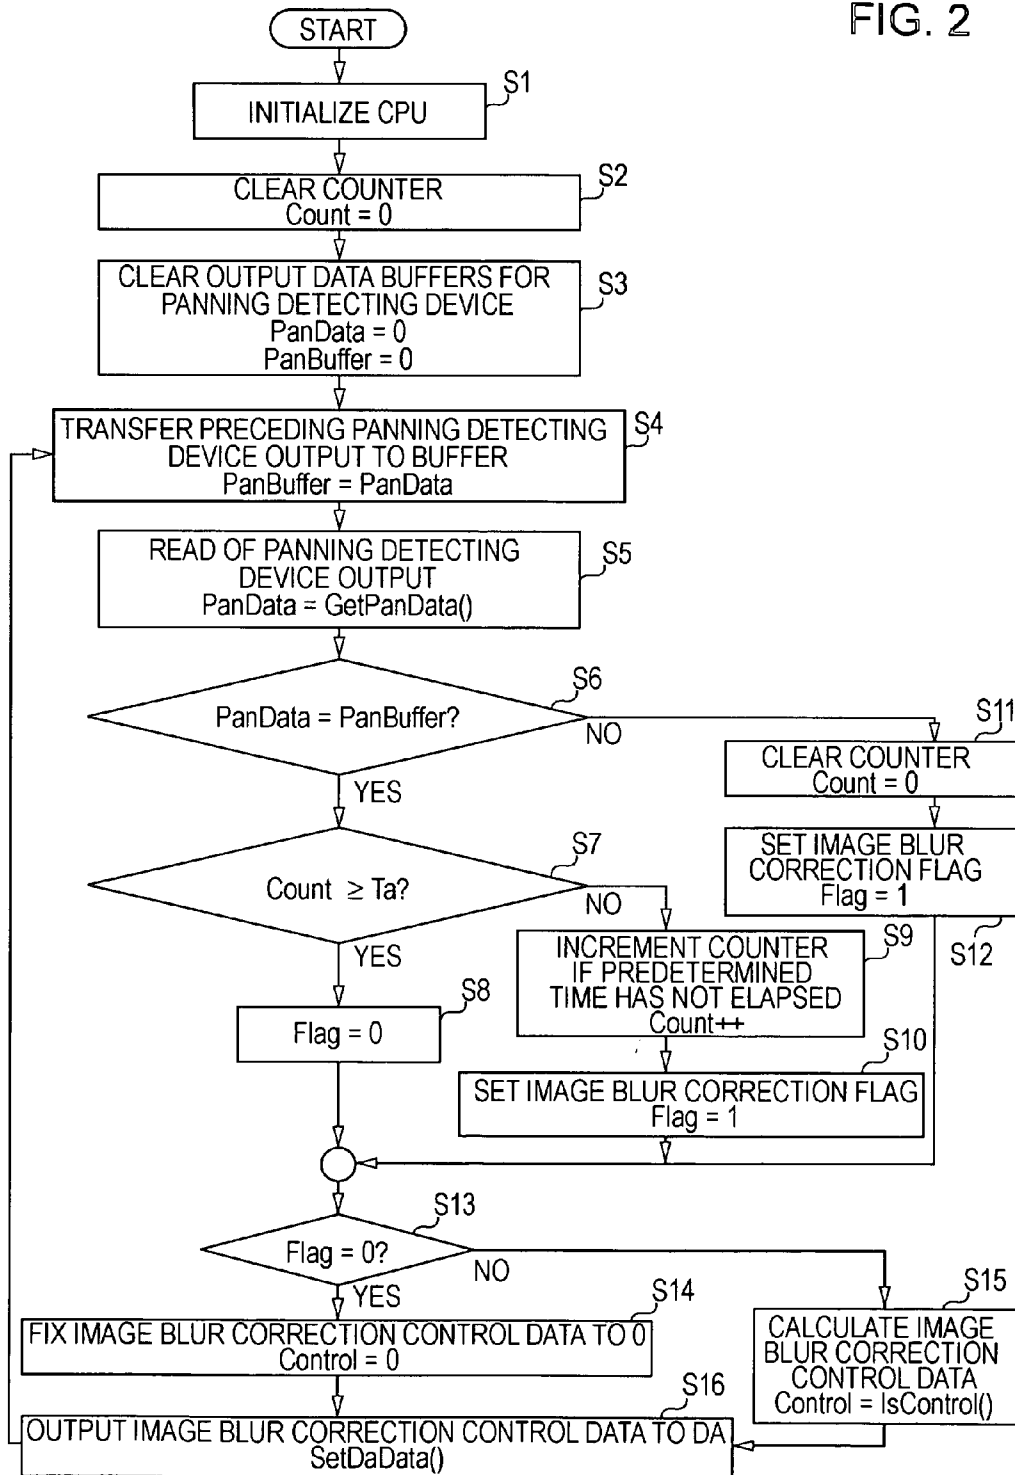 FIG. 2
START
S1
INITIALIZE CPU
S2
CLEAR COUNTER
Count = 0
S3
CLEAR OUTPUT DATA BUFFERS FOR
PANNING DETECTING DEVICE
PanData = 0
PanBuffer = 0
S4
TRANSFER PRECEDING PANNING DETECTING
DEVICE OUTPUT TO BUFFER
PanBuffer = PanData
S5
READ OF PANNING DETECTING
DEVICE OUTPUT
PanData = GetPanData()
S6
PanData = PanBuffer?
NO
YES
S11
CLEAR COUNTER
Count = 0
S7
Count ≥ Ta?
NO
YES
SET IMAGE BLUR
CORRECTION FLAG
Flag = 1
S12
S9
INCREMENT COUNTER
IF PREDETERMINED
TIME HAS NOT ELAPSED
Count++
S8
Flag = 0
S10
SET IMAGE BLUR CORRECTION FLAG
Flag = 1
S13
Flag = 0?
NO
YES
S14
FIX IMAGE BLUR CORRECTION CONTROL DATA TO 0
Control = 0
S15
CALCULATE IMAGE
BLUR CORRECTION
CONTROL DATA
Control = IsControl()
S16
OUTPUT IMAGE BLUR CORRECTION CONTROL DATA TO DA
SetDaData()